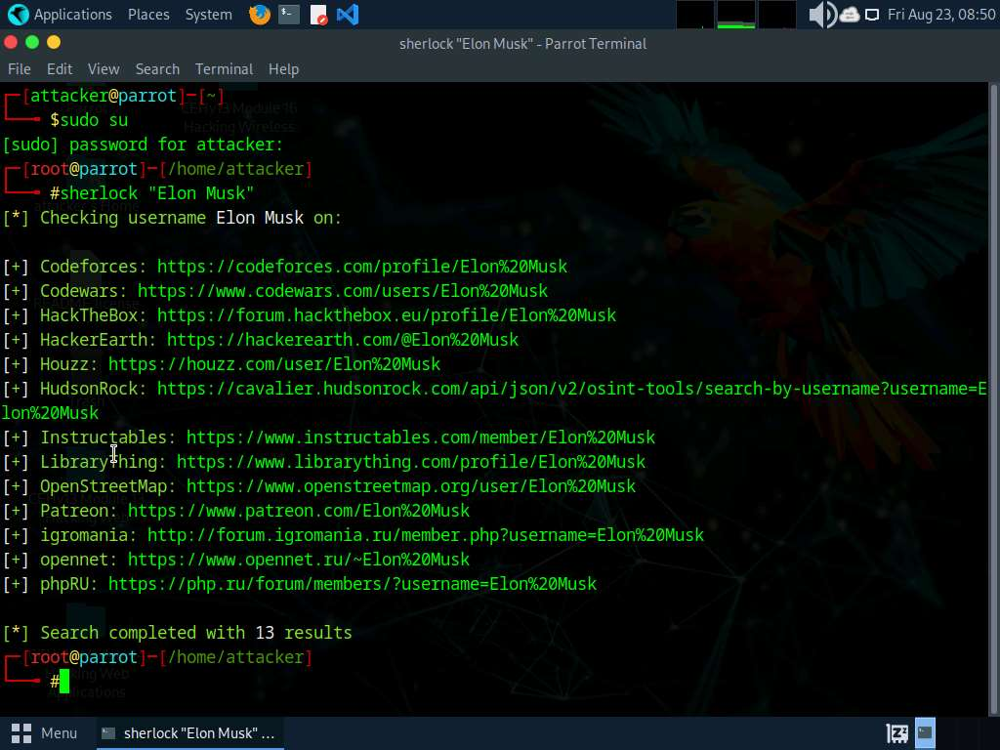 Applications Places System Fri Aug 23, 08:50
sherlock "Elon Musk" - Parrot Terminal
File Edit View Search Terminal Help
┌─[attacker@parrot]─[~]
└──╼ $sudo su
[sudo] password for attacker:
┌─[root@parrot]─[/home/attacker]
└──╼ #sherlock "Elon Musk"
[*] Checking username Elon Musk on:
[+] Codeforces: https://codeforces.com/profile/Elon%20Musk
[+] Codewars: https://www.codewars.com/users/Elon%20Musk
[+] HackTheBox: https://forum.hackthebox.eu/profile/Elon%20Musk
[+] HackerEarth: https://hackerearth.com/@Elon%20Musk
[+] Houzz: https://houzz.com/user/Elon%20Musk
[+] HudsonRock: https://cavalier.hudsonrock.com/api/json/v2/osint-tools/search-by-username?username=E
lon%20Musk
[+] Instructables: https://www.instructables.com/member/Elon%20Musk
[+] LibraryThing: https://www.librarything.com/profile/Elon%20Musk
[+] OpenStreetMap: https://www.openstreetmap.org/user/Elon%20Musk
[+] Patreon: https://www.patreon.com/Elon%20Musk
[+] igromania: http://forum.igromania.ru/member.php?username=Elon%20Musk
[+] opennet: https://www.opennet.ru/~Elon%20Musk
[+] phpRU: https://php.ru/forum/members/?username=Elon%20Musk
[*] Search completed with 13 results
┌─[root@parrot]─[/home/attacker]
└──╼ #
Menu sherlock "Elon Musk" ...